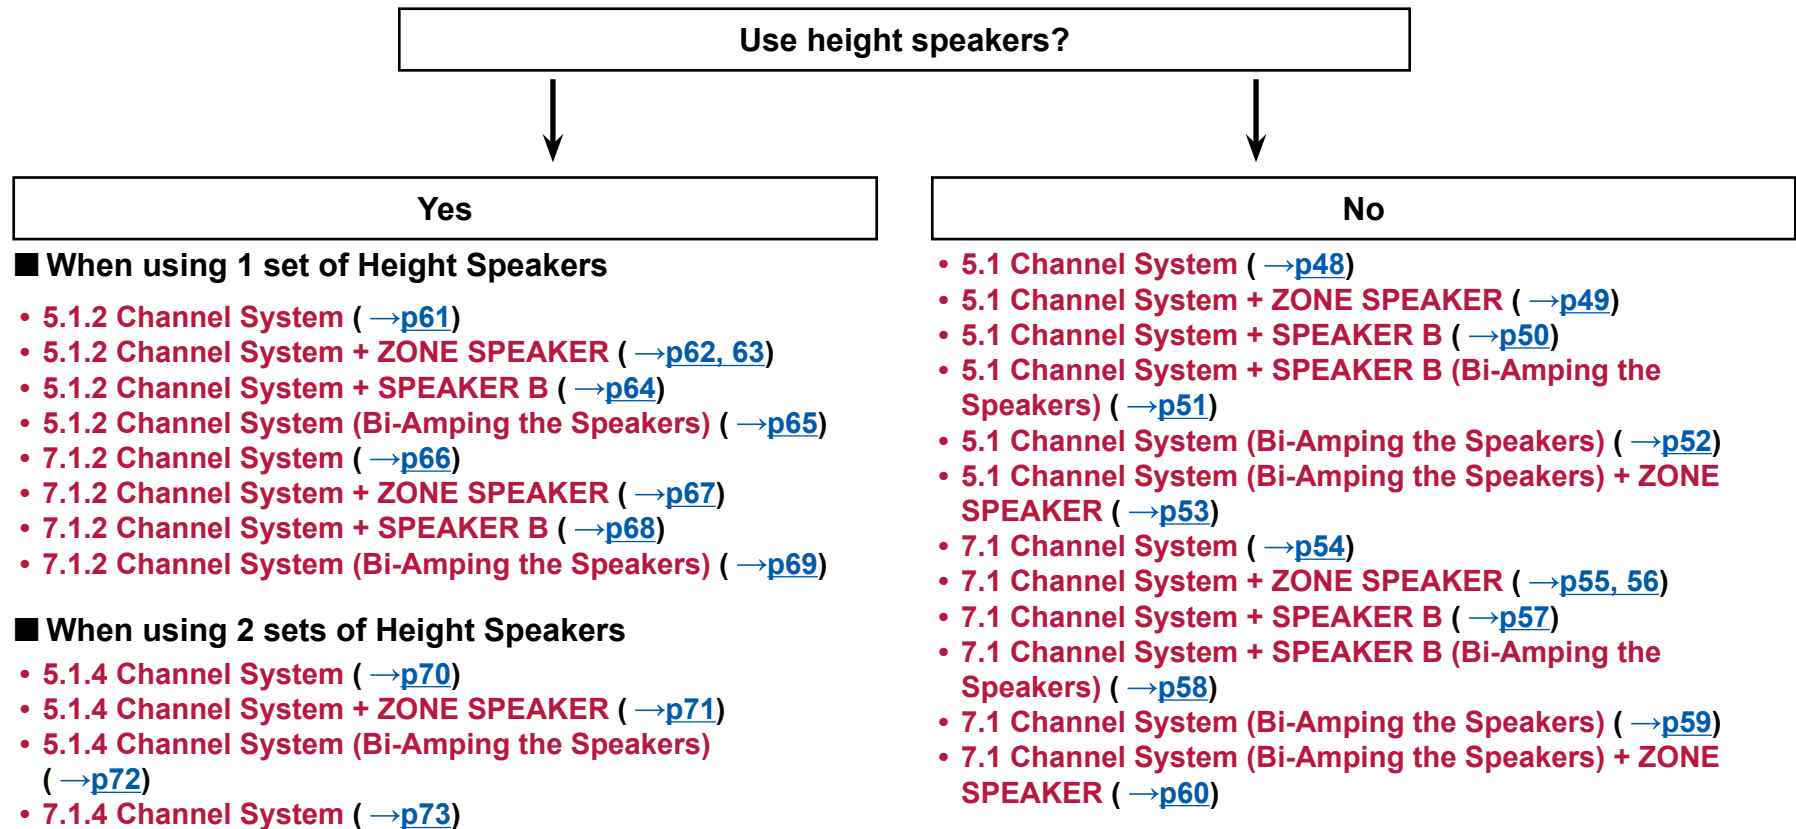 Use height speakers?
Yes
■ When using 1 set of Height Speakers
• 5.1.2 Channel System ( →p61)
• 5.1.2 Channel System + ZONE SPEAKER ( →p62, 63)
• 5.1.2 Channel System + SPEAKER B ( →p64)
• 5.1.2 Channel System (Bi-Amping the Speakers) ( →p65)
• 7.1.2 Channel System ( →p66)
• 7.1.2 Channel System + ZONE SPEAKER ( →p67)
• 7.1.2 Channel System + SPEAKER B ( →p68)
• 7.1.2 Channel System (Bi-Amping the Speakers) ( →p69)
■ When using 2 sets of Height Speakers
• 5.1.4 Channel System ( →p70)
• 5.1.4 Channel System + ZONE SPEAKER ( →p71)
• 5.1.4 Channel System (Bi-Amping the Speakers)
( →p72)
• 7.1.4 Channel System ( →p73)
No
• 5.1 Channel System ( →p48)
• 5.1 Channel System + ZONE SPEAKER ( →p49)
• 5.1 Channel System + SPEAKER B ( →p50)
• 5.1 Channel System + SPEAKER B (Bi-Amping the
Speakers) ( →p51)
• 5.1 Channel System (Bi-Amping the Speakers) ( →p52)
• 5.1 Channel System (Bi-Amping the Speakers) + ZONE
SPEAKER ( →p53)
• 7.1 Channel System ( →p54)
• 7.1 Channel System + ZONE SPEAKER ( →p55, 56)
• 7.1 Channel System + SPEAKER B ( →p57)
• 7.1 Channel System + SPEAKER B (Bi-Amping the
Speakers) ( →p58)
• 7.1 Channel System (Bi-Amping the Speakers) ( →p59)
• 7.1 Channel System (Bi-Amping the Speakers) + ZONE
SPEAKER ( →p60)